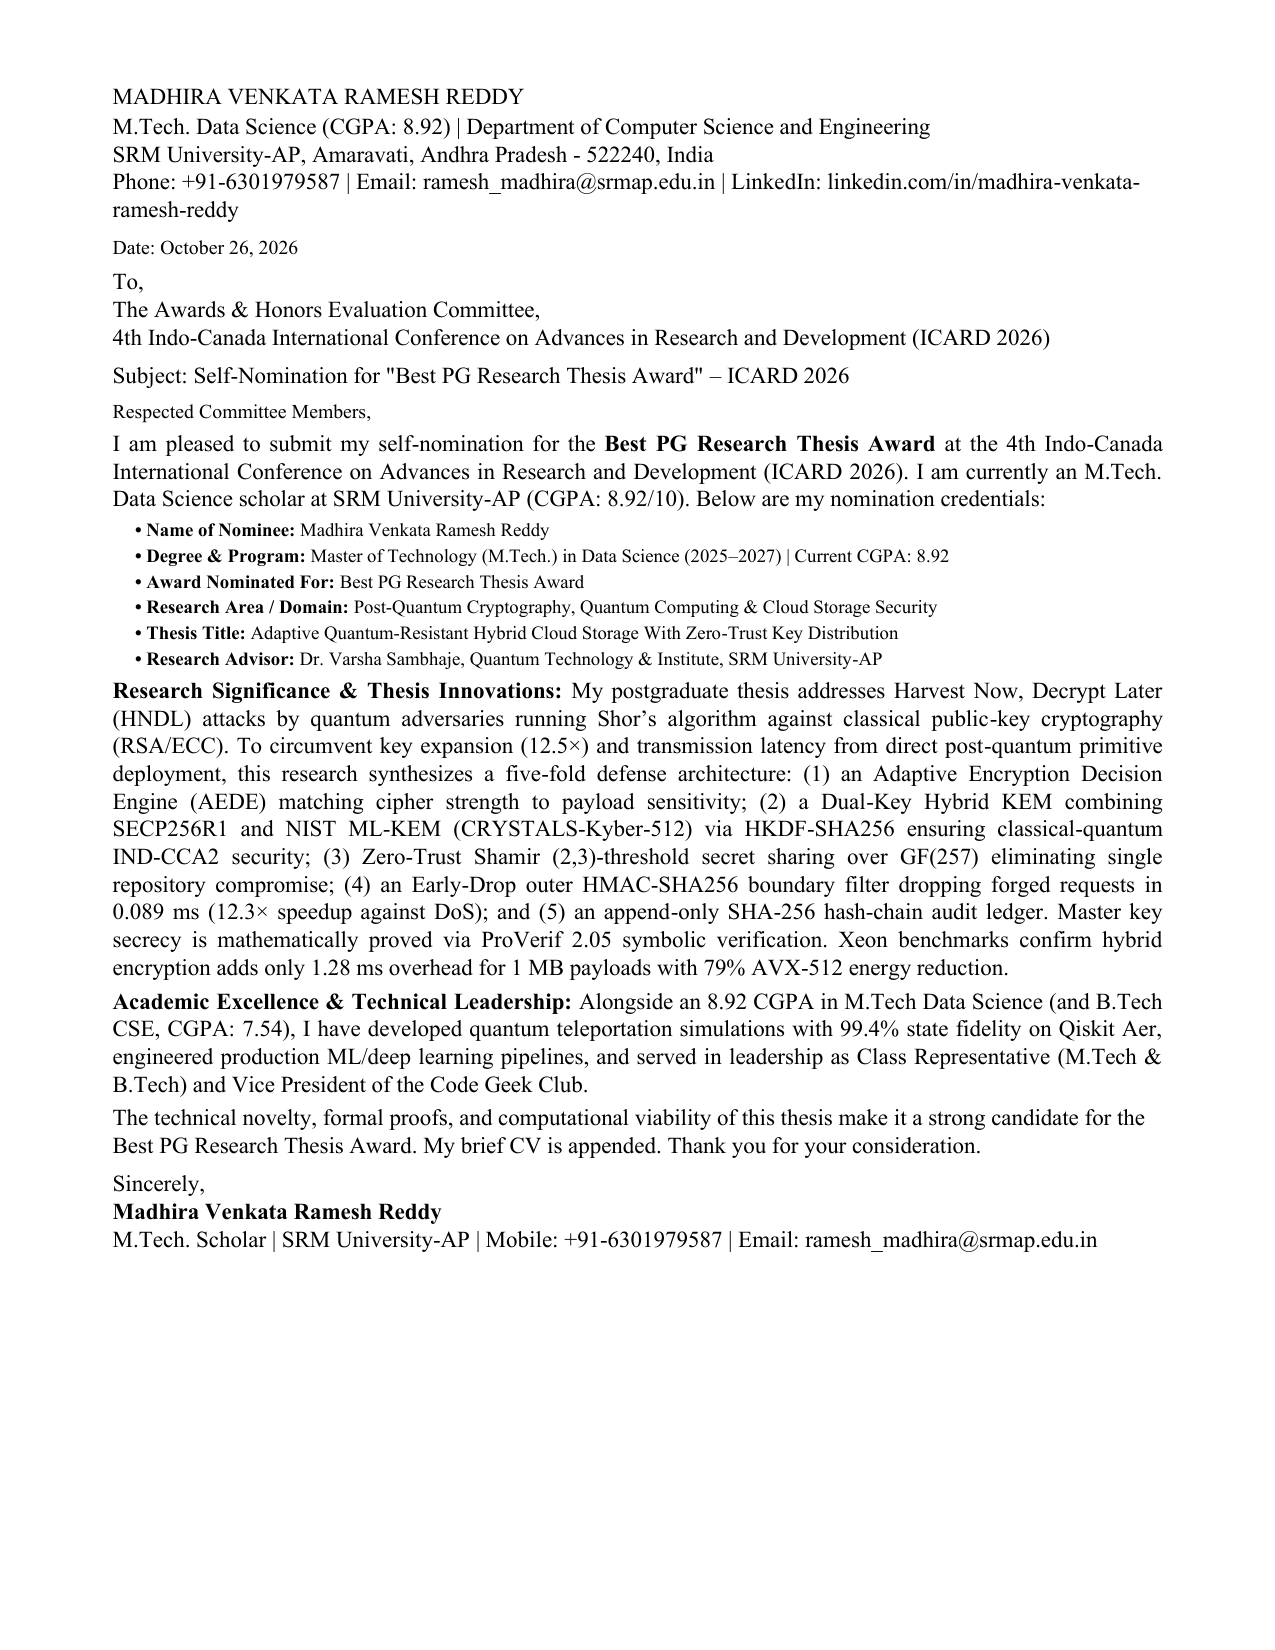 MADHIRA VENKATA RAMESH REDDY
M.Tech. Data Science (CGPA: 8.92) | Department of Computer Science and Engineering
SRM University-AP, Amaravati, Andhra Pradesh - 522240, India
Phone: +91-6301979587 | Email: ramesh_madhira@srmap.edu.in | LinkedIn: linkedin.com/in/madhira-venkata-
ramesh-reddy
Date: October 26, 2026
To,
The Awards & Honors Evaluation Committee,
4th Indo-Canada International Conference on Advances in Research and Development (ICARD 2026)
Subject: Self-Nomination for "Best PG Research Thesis Award" – ICARD 2026
Respected Committee Members,
I am pleased to submit my self-nomination for the Best PG Research Thesis Award at the 4th Indo-Canada
International Conference on Advances in Research and Development (ICARD 2026). I am currently an M.Tech.
Data Science scholar at SRM University-AP (CGPA: 8.92/10). Below are my nomination credentials:
• Name of Nominee: Madhira Venkata Ramesh Reddy
• Degree & Program: Master of Technology (M.Tech.) in Data Science (2025–2027) | Current CGPA: 8.92
• Award Nominated For: Best PG Research Thesis Award
• Research Area / Domain: Post-Quantum Cryptography, Quantum Computing & Cloud Storage Security
• Thesis Title: Adaptive Quantum-Resistant Hybrid Cloud Storage With Zero-Trust Key Distribution
• Research Advisor: Dr. Varsha Sambhaje, Quantum Technology & Institute, SRM University-AP
Research Significance & Thesis Innovations: My postgraduate thesis addresses Harvest Now, Decrypt Later
(HNDL) attacks by quantum adversaries running Shor’s algorithm against classical public-key cryptography
(RSA/ECC). To circumvent key expansion (12.5×) and transmission latency from direct post-quantum primitive
deployment, this research synthesizes a five-fold defense architecture: (1) an Adaptive Encryption Decision
Engine (AEDE) matching cipher strength to payload sensitivity; (2) a Dual-Key Hybrid KEM combining
SECP256R1 and NIST ML-KEM (CRYSTALS-Kyber-512) via HKDF-SHA256 ensuring classical-quantum
IND-CCA2 security; (3) Zero-Trust Shamir (2,3)-threshold secret sharing over GF(257) eliminating single
repository compromise; (4) an Early-Drop outer HMAC-SHA256 boundary filter dropping forged requests in
0.089 ms (12.3× speedup against DoS); and (5) an append-only SHA-256 hash-chain audit ledger. Master key
secrecy is mathematically proved via ProVerif 2.05 symbolic verification. Xeon benchmarks confirm hybrid
encryption adds only 1.28 ms overhead for 1 MB payloads with 79% AVX-512 energy reduction.
Academic Excellence & Technical Leadership: Alongside an 8.92 CGPA in M.Tech Data Science (and B.Tech
CSE, CGPA: 7.54), I have developed quantum teleportation simulations with 99.4% state fidelity on Qiskit Aer,
engineered production ML/deep learning pipelines, and served in leadership as Class Representative (M.Tech &
B.Tech) and Vice President of the Code Geek Club.
The technical novelty, formal proofs, and computational viability of this thesis make it a strong candidate for the
Best PG Research Thesis Award. My brief CV is appended. Thank you for your consideration.
Sincerely,
Madhira Venkata Ramesh Reddy
M.Tech. Scholar | SRM University-AP | Mobile: +91-6301979587 | Email: ramesh_madhira@srmap.edu.in